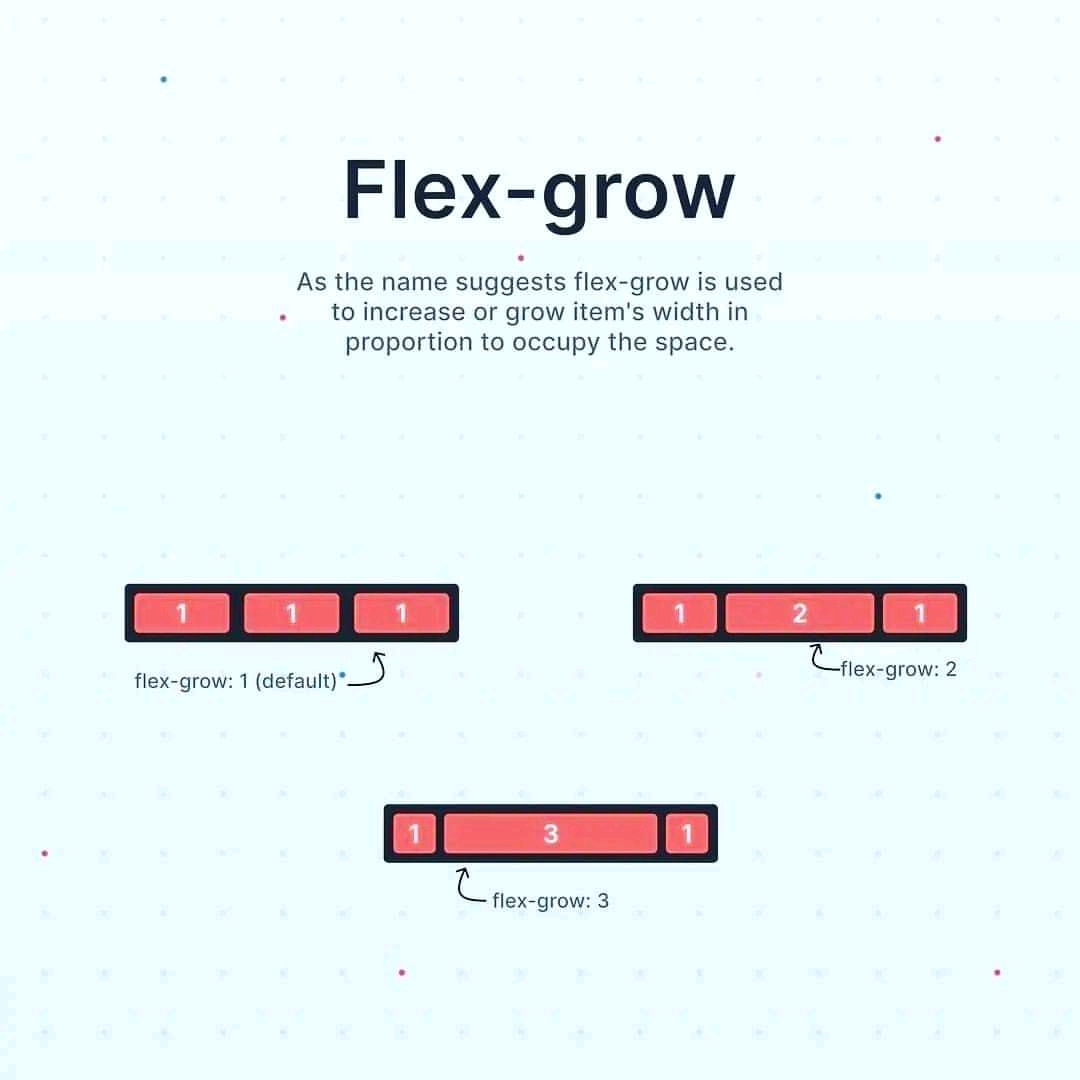 Flex-grow
As the name suggests flex-grow is used
to increase or grow item's width in
proportion to occupy the space.
1 1 1
flex-grow: 1 (default)
1 2 1
flex-grow: 2
1 3 1
flex-grow: 3